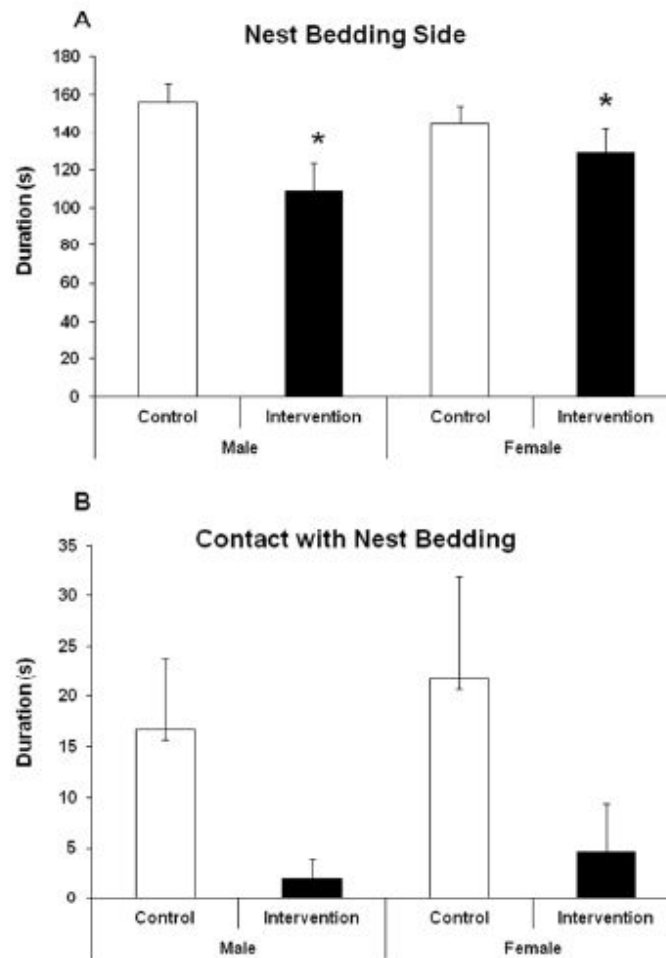 A
Nest Bedding Side
Duration (s)
180
160
140
120
100
80
60
40
20
0
*
*
Control Intervention Control Intervention
Male Female
B
Contact with Nest Bedding
Duration (s)
35
30
25
20
15
10
5
0
Control Intervention Control Intervention
Male Female